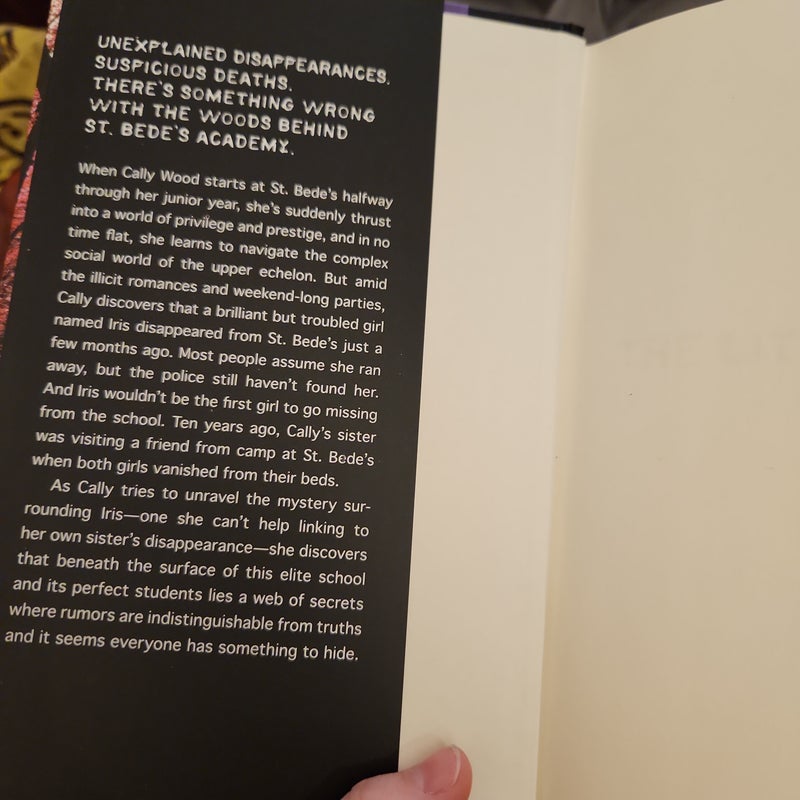 UNEXPLAINED DISAPPEARANCES.
SUSPICIOUS DEATHS.
THERE'S SOMETHING WRONG
WITH THE WOODS BEHIND
ST. BEDE'S ACADEMY.
When Cally Wood starts at St. Bede's halfway
through her junior year, she's suddenly thrust
into a world of privilege and prestige, and in no
time flat, she learns to navigate the complex
social world of the upper echelon. But amid
the illicit romances and weekend-long parties,
Cally discovers that a brilliant but troubled girl
named Iris disappeared from St. Bede's just a
few months ago. Most people assume she ran
away, but the police still haven't found her.
And Iris wouldn't be the first girl to go missing
from the school. Ten years ago, Cally's sister
was visiting a friend from camp at St. Bede's
when both girls vanished from their beds.
As Cally tries to unravel the mystery sur-
rounding Iris—one she can't help linking to
her own sister's disappearance—she discovers
that beneath the surface of this elite school
and its perfect students lies a web of secrets
where rumors are indistinguishable from truths
and it seems everyone has something to hide.